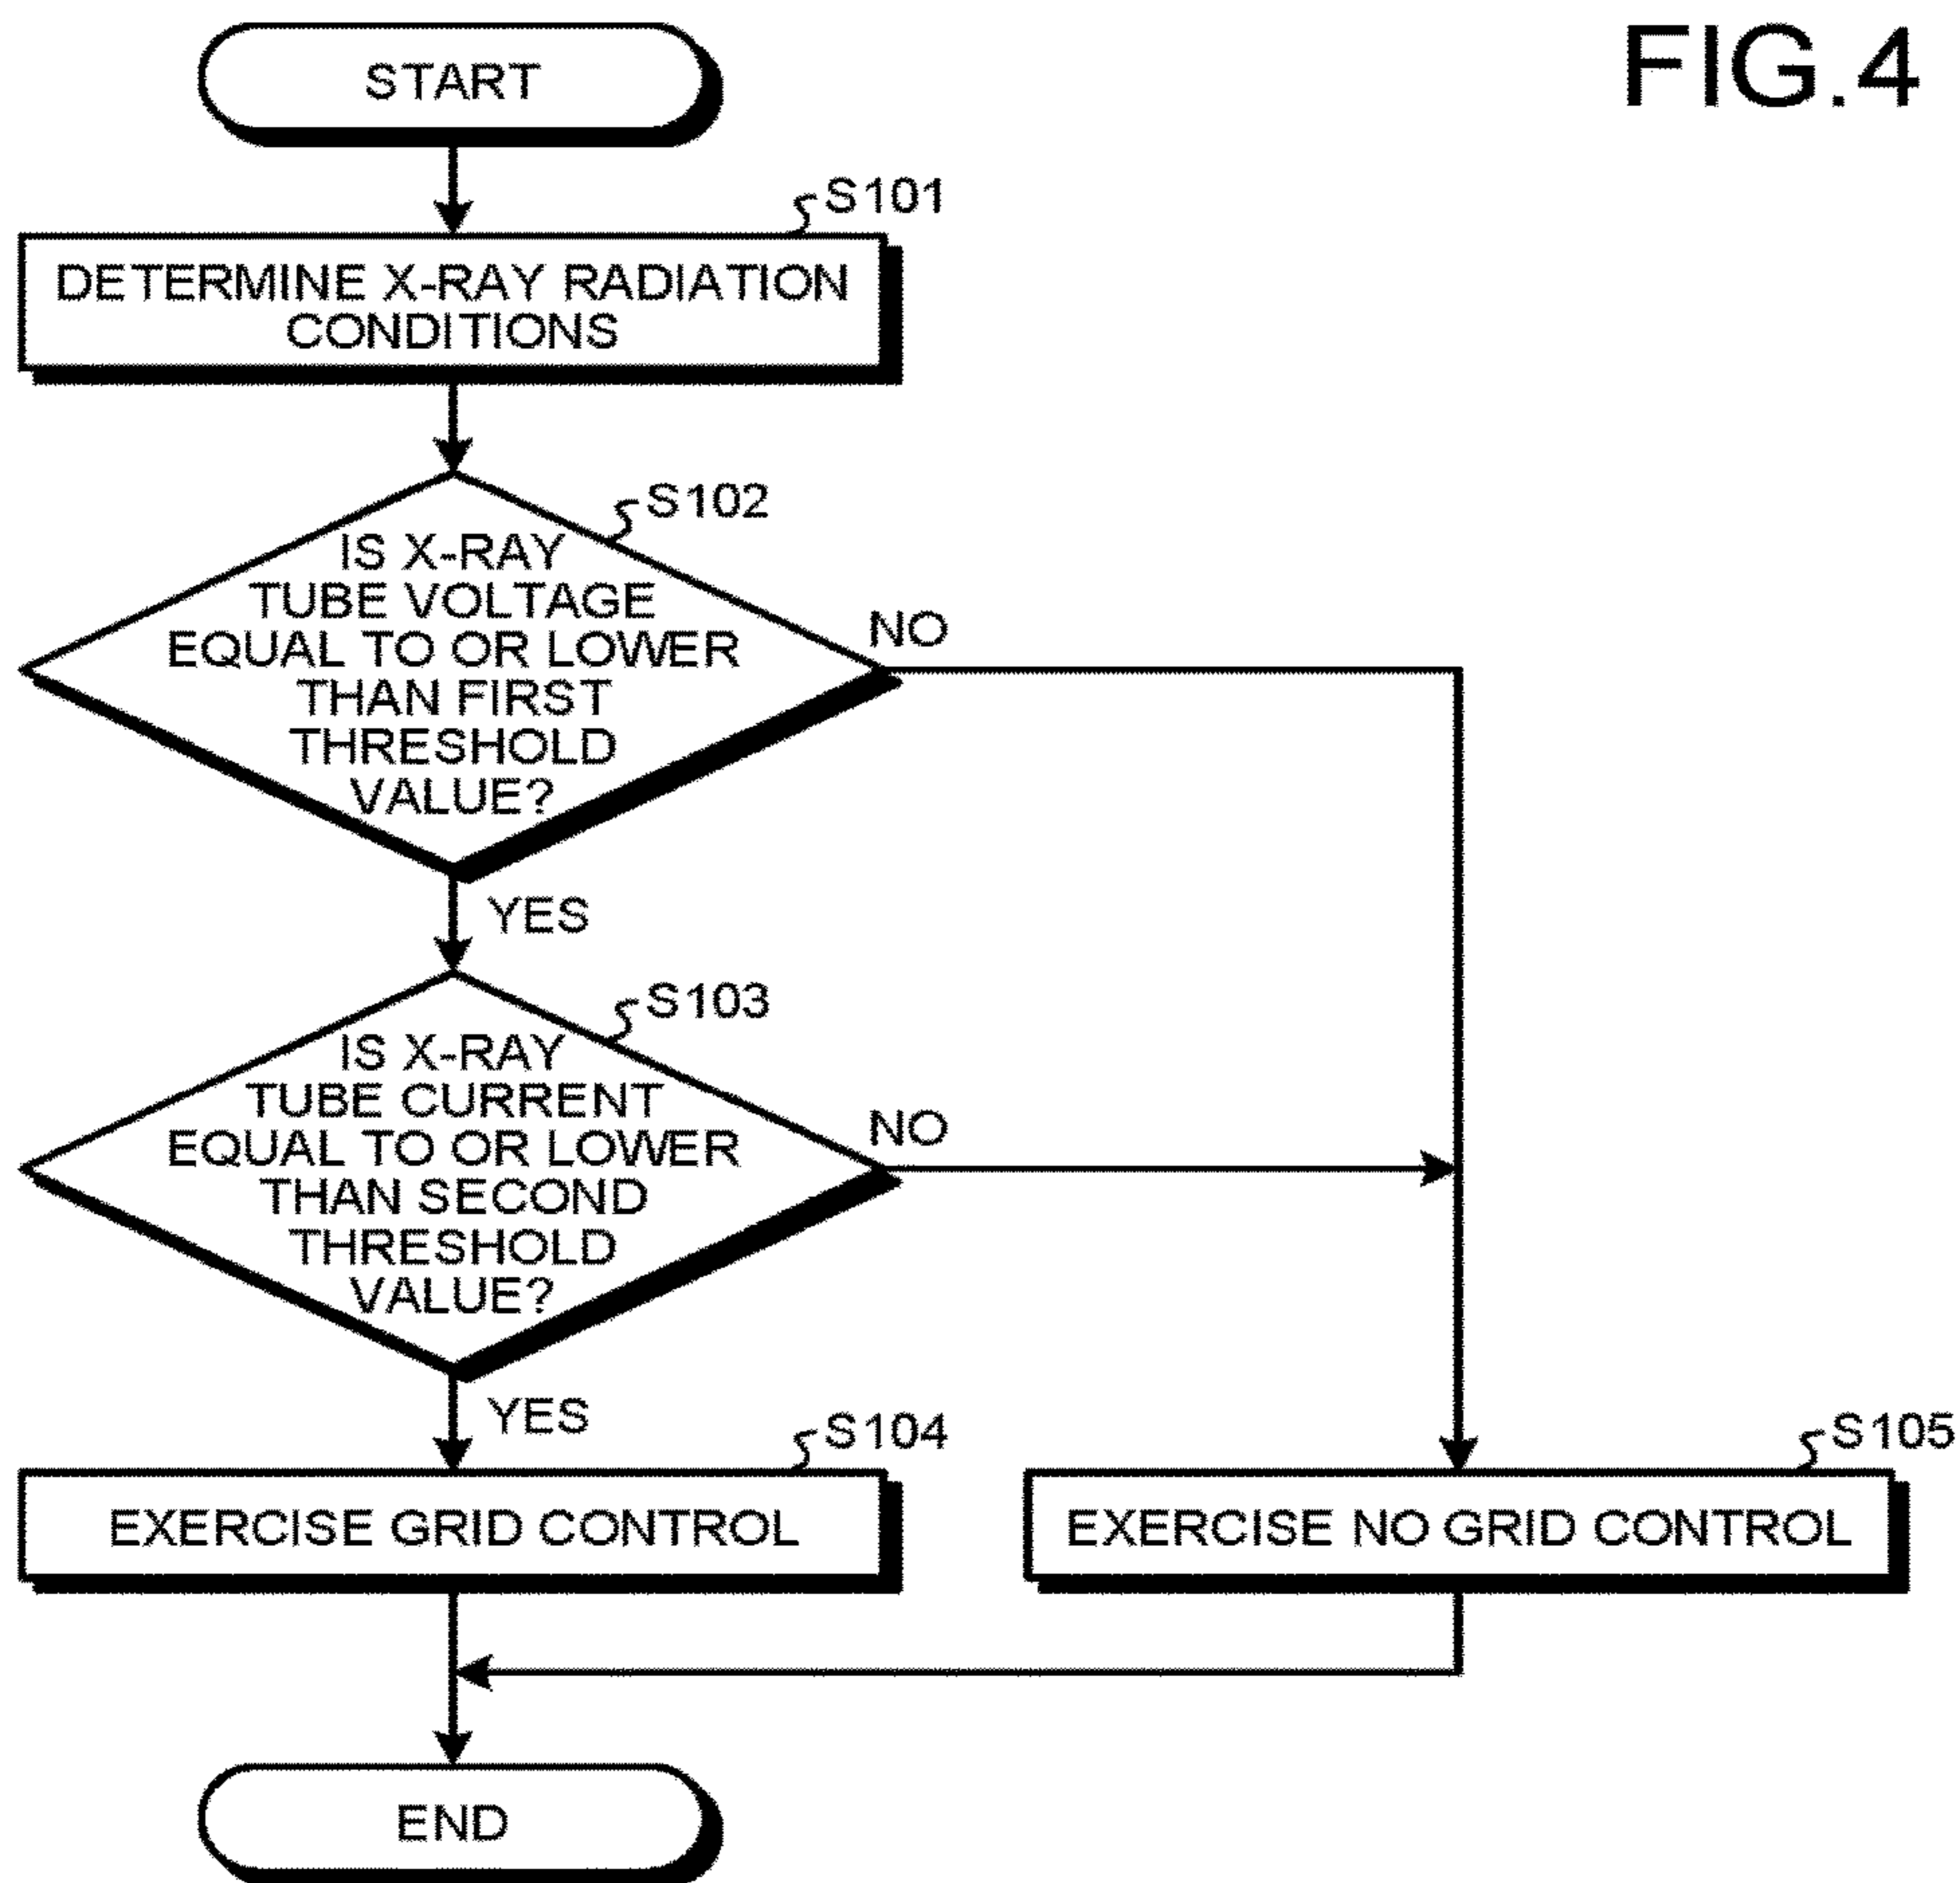 FIG.4
START
S101
DETERMINE X-RAY RADIATION
CONDITIONS
S102
IS X-RAY
TUBE VOLTAGE
EQUAL TO OR LOWER
THAN FIRST
THRESHOLD
VALUE?
NO
YES
S103
IS X-RAY
TUBE CURRENT
EQUAL TO OR LOWER
THAN SECOND
THRESHOLD
VALUE?
NO
YES
S104
EXERCISE GRID CONTROL
S105
EXERCISE NO GRID CONTROL
END